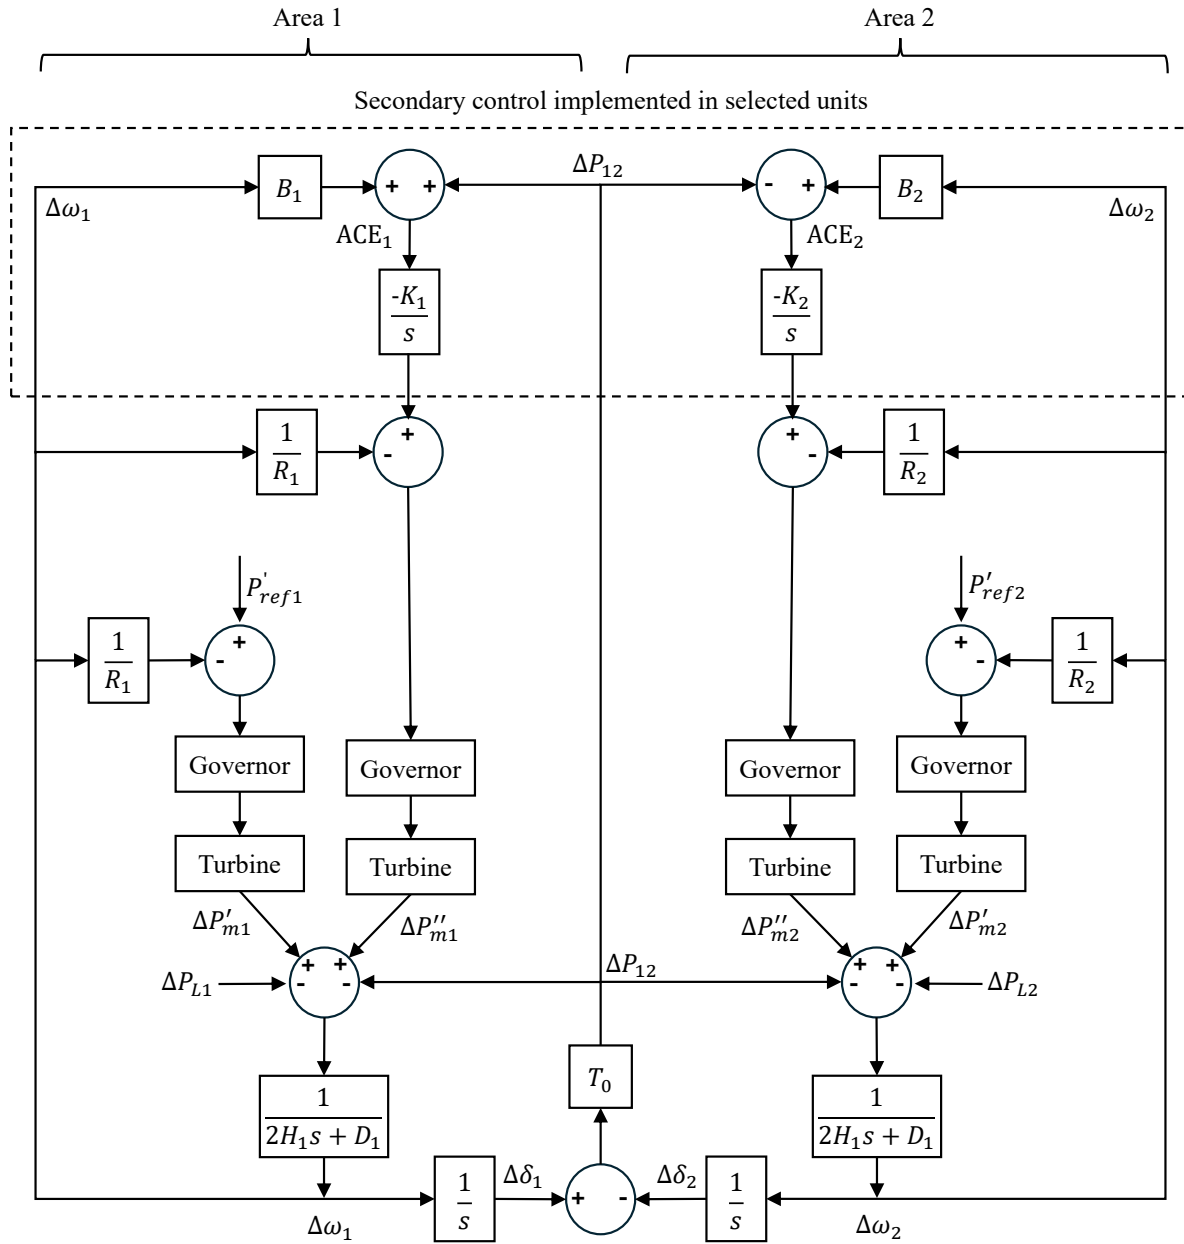 Area 1
Area 2
Secondary control implemented in selected units
Δω₁
B₁
+ +
ΔP₁₂
- +
B₂
Δω₂
ACE₁
ACE₂
-K₁
s
-K₂
s
1
R₁
-
+
+
-
1
R₂
P'ref1
P′ref2
1
R₁
-
+
+
-
1
R₂
Governor
Governor
Governor
Governor
Turbine
Turbine
Turbine
Turbine
ΔP′m1
ΔP′′m1
ΔP′′m2
ΔP′m2
ΔPL1
+ +
- -
ΔP₁₂
+ +
- -
ΔPL2
T₀
1
2H₁s + D₁
1
2H₁s + D₁
Δω₁
1
s
Δδ₁
+ -
Δδ₂
1
s
Δω₂